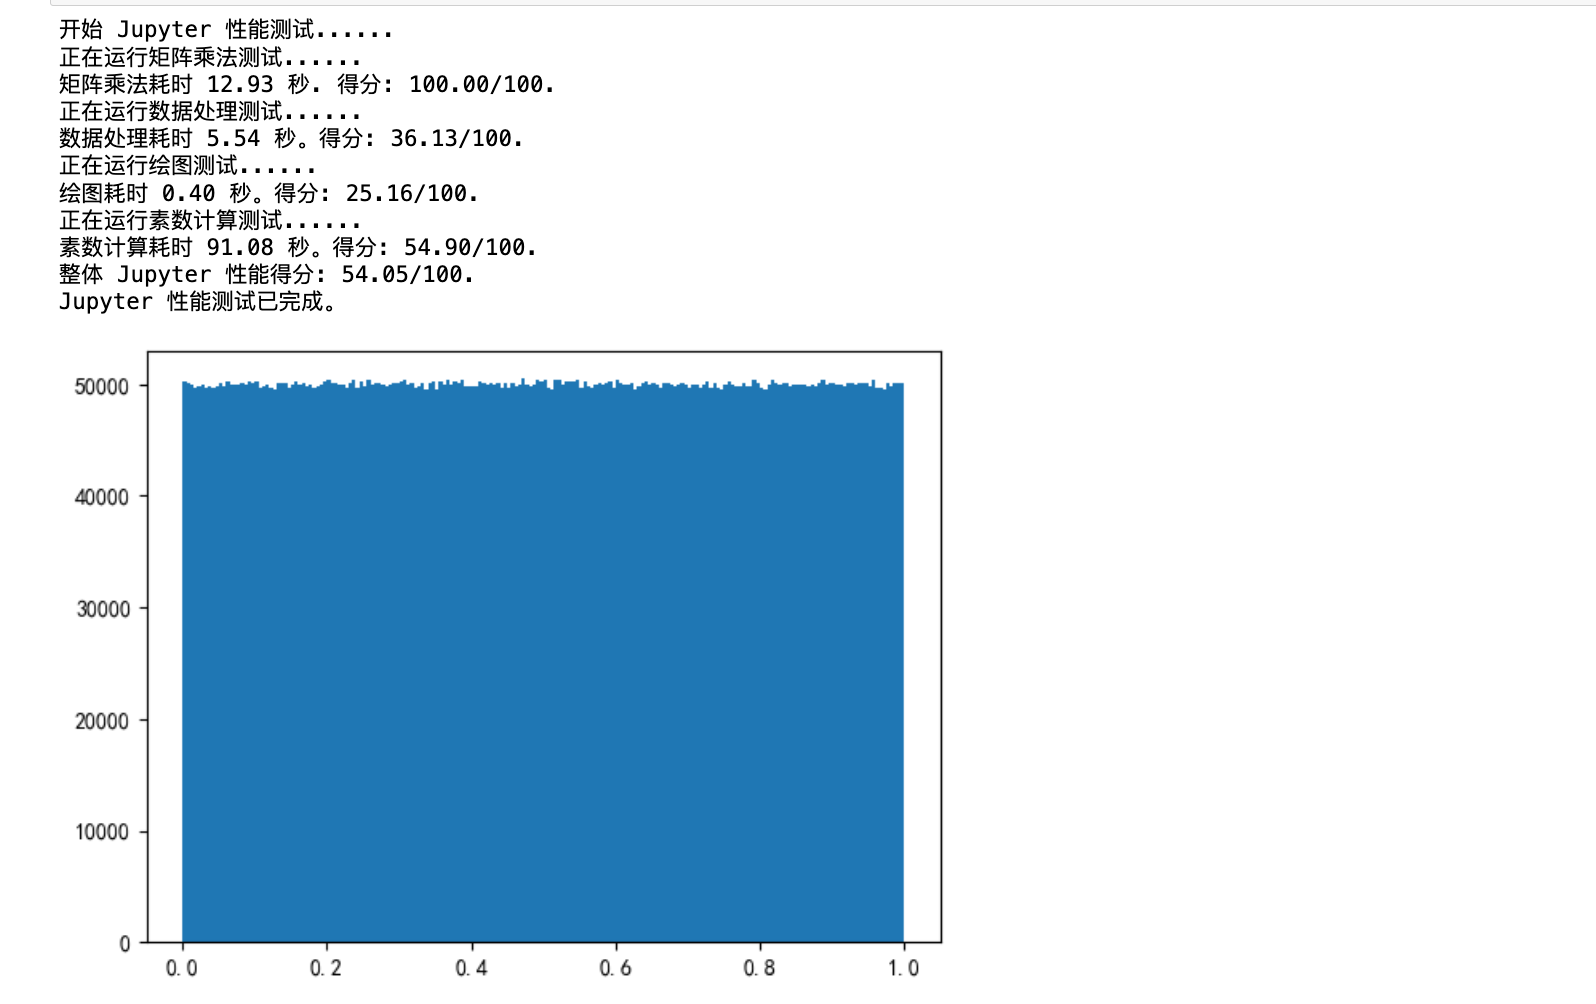 开始 Jupyter 性能测试......
正在运行矩阵乘法测试......
矩阵乘法耗时 12.93 秒. 得分: 100.00/100.
正在运行数据处理测试......
数据处理耗时 5.54 秒。得分: 36.13/100.
正在运行绘图测试......
绘图耗时 0.40 秒。得分: 25.16/100.
正在运行素数计算测试......
素数计算耗时 91.08 秒。得分: 54.90/100.
整体 Jupyter 性能得分: 54.05/100.
Jupyter 性能测试已完成。
50000
40000
30000
20000
10000
0
0.0 0.2 0.4 0.6 0.8 1.0